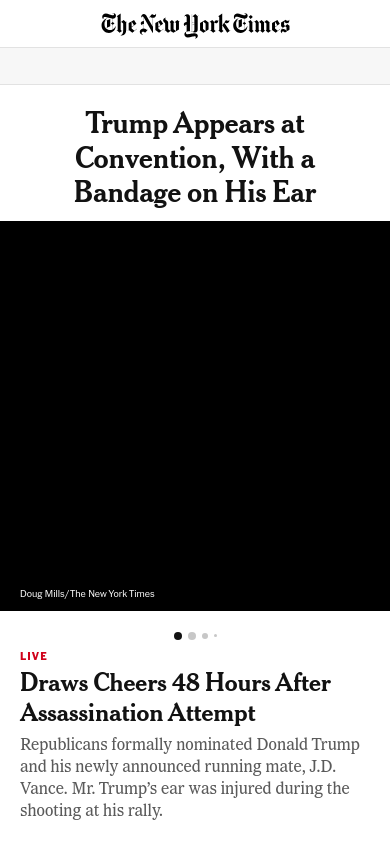 The New York Times
Trump Appears at
Convention, With a
Bandage on His Ear
Doug Mills/The New York Times
LIVE
Draws Cheers 48 Hours After
Assassination Attempt
Republicans formally nominated Donald Trump
and his newly announced running mate, J.D.
Vance. Mr. Trump’s ear was injured during the
shooting at his rally.